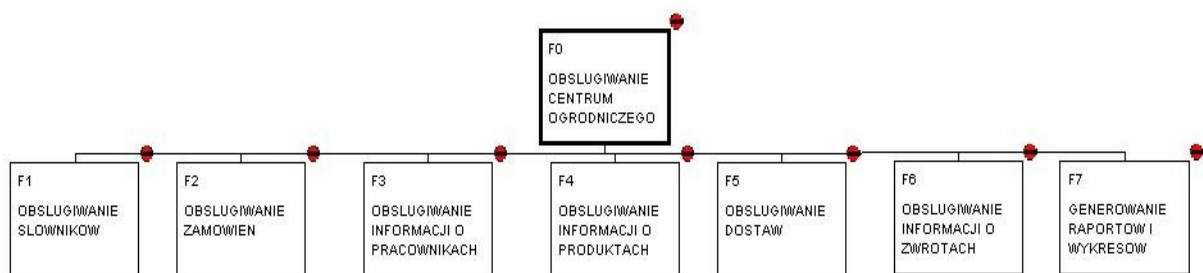 F0
OBSLUGIWANIE
CENTRUM
OGRODNICZEGO
F1
OBSLUGIWANIE
SLOWNIKOW
F2
OBSLUGIWANIE
ZAMOWIEN
F3
OBSLUGIWANIE
INFORMACJI O
PRACOWNIKACH
F4
OBSLUGIWANIE
INFORMACJI O
PRODUKTACH
F5
OBSLUGIWANIE
DOSTAW
F6
OBSLUGIWANIE
INFORMACJI O
ZWROTACH
F7
GENEROWANIE
RAPORTOW I
WYKRESOW